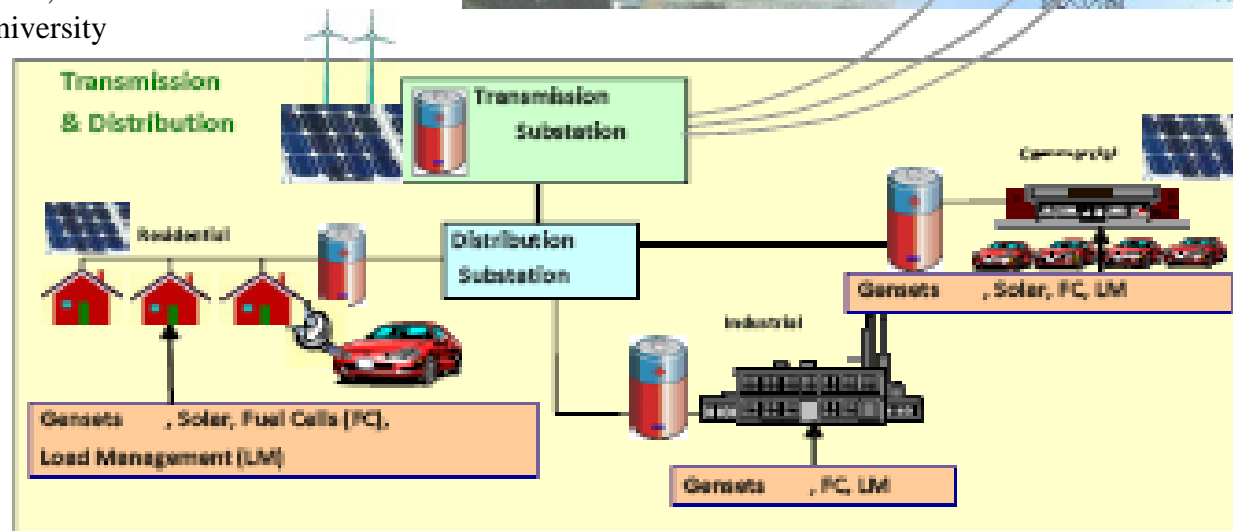 niversity
Transmission
& Distribution
Transmission
Substation
Commercial
Residential
Distribution
Substation
Gensets , Solar, FC, LM
Industrial
Gensets , Solar, Fuel Cells (FC),
Load Management (LM)
Gensets , FC, LM